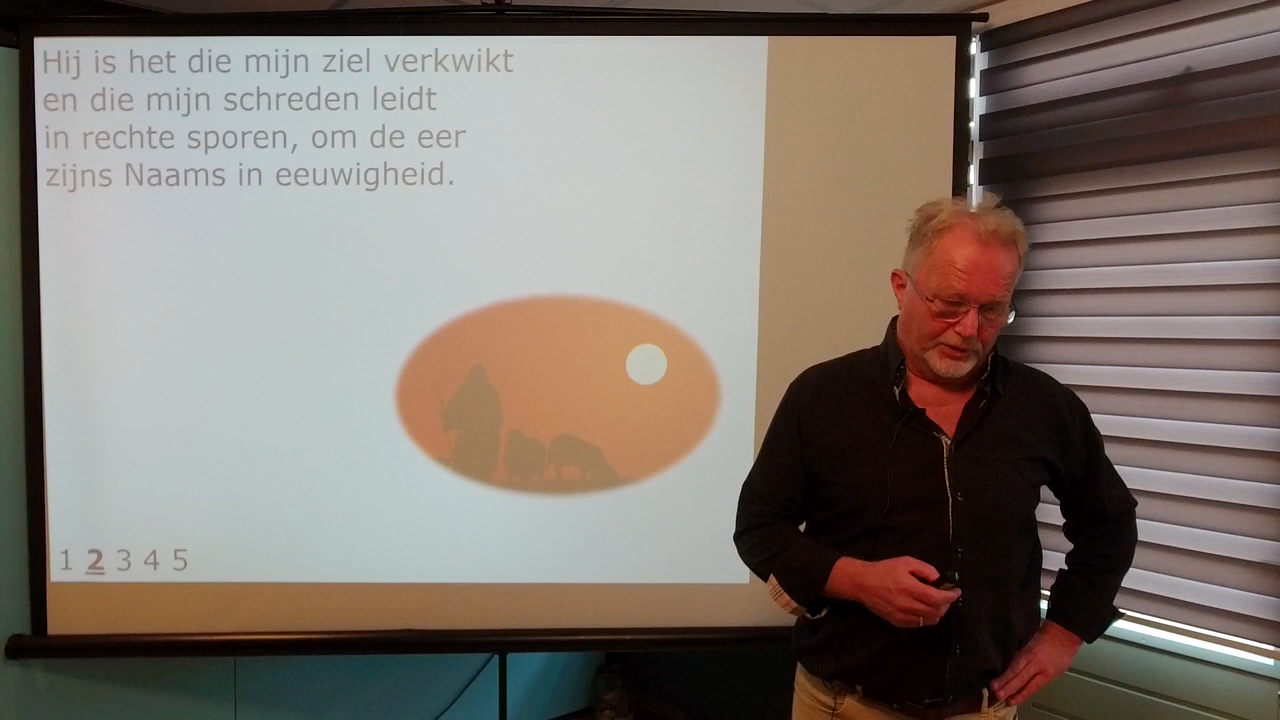 Hij is het die mijn ziel verkwikt
en die mijn schreden leidt
in rechte sporen, om de eer
zijns Naams in eeuwigheid.
1 2 3 4 5